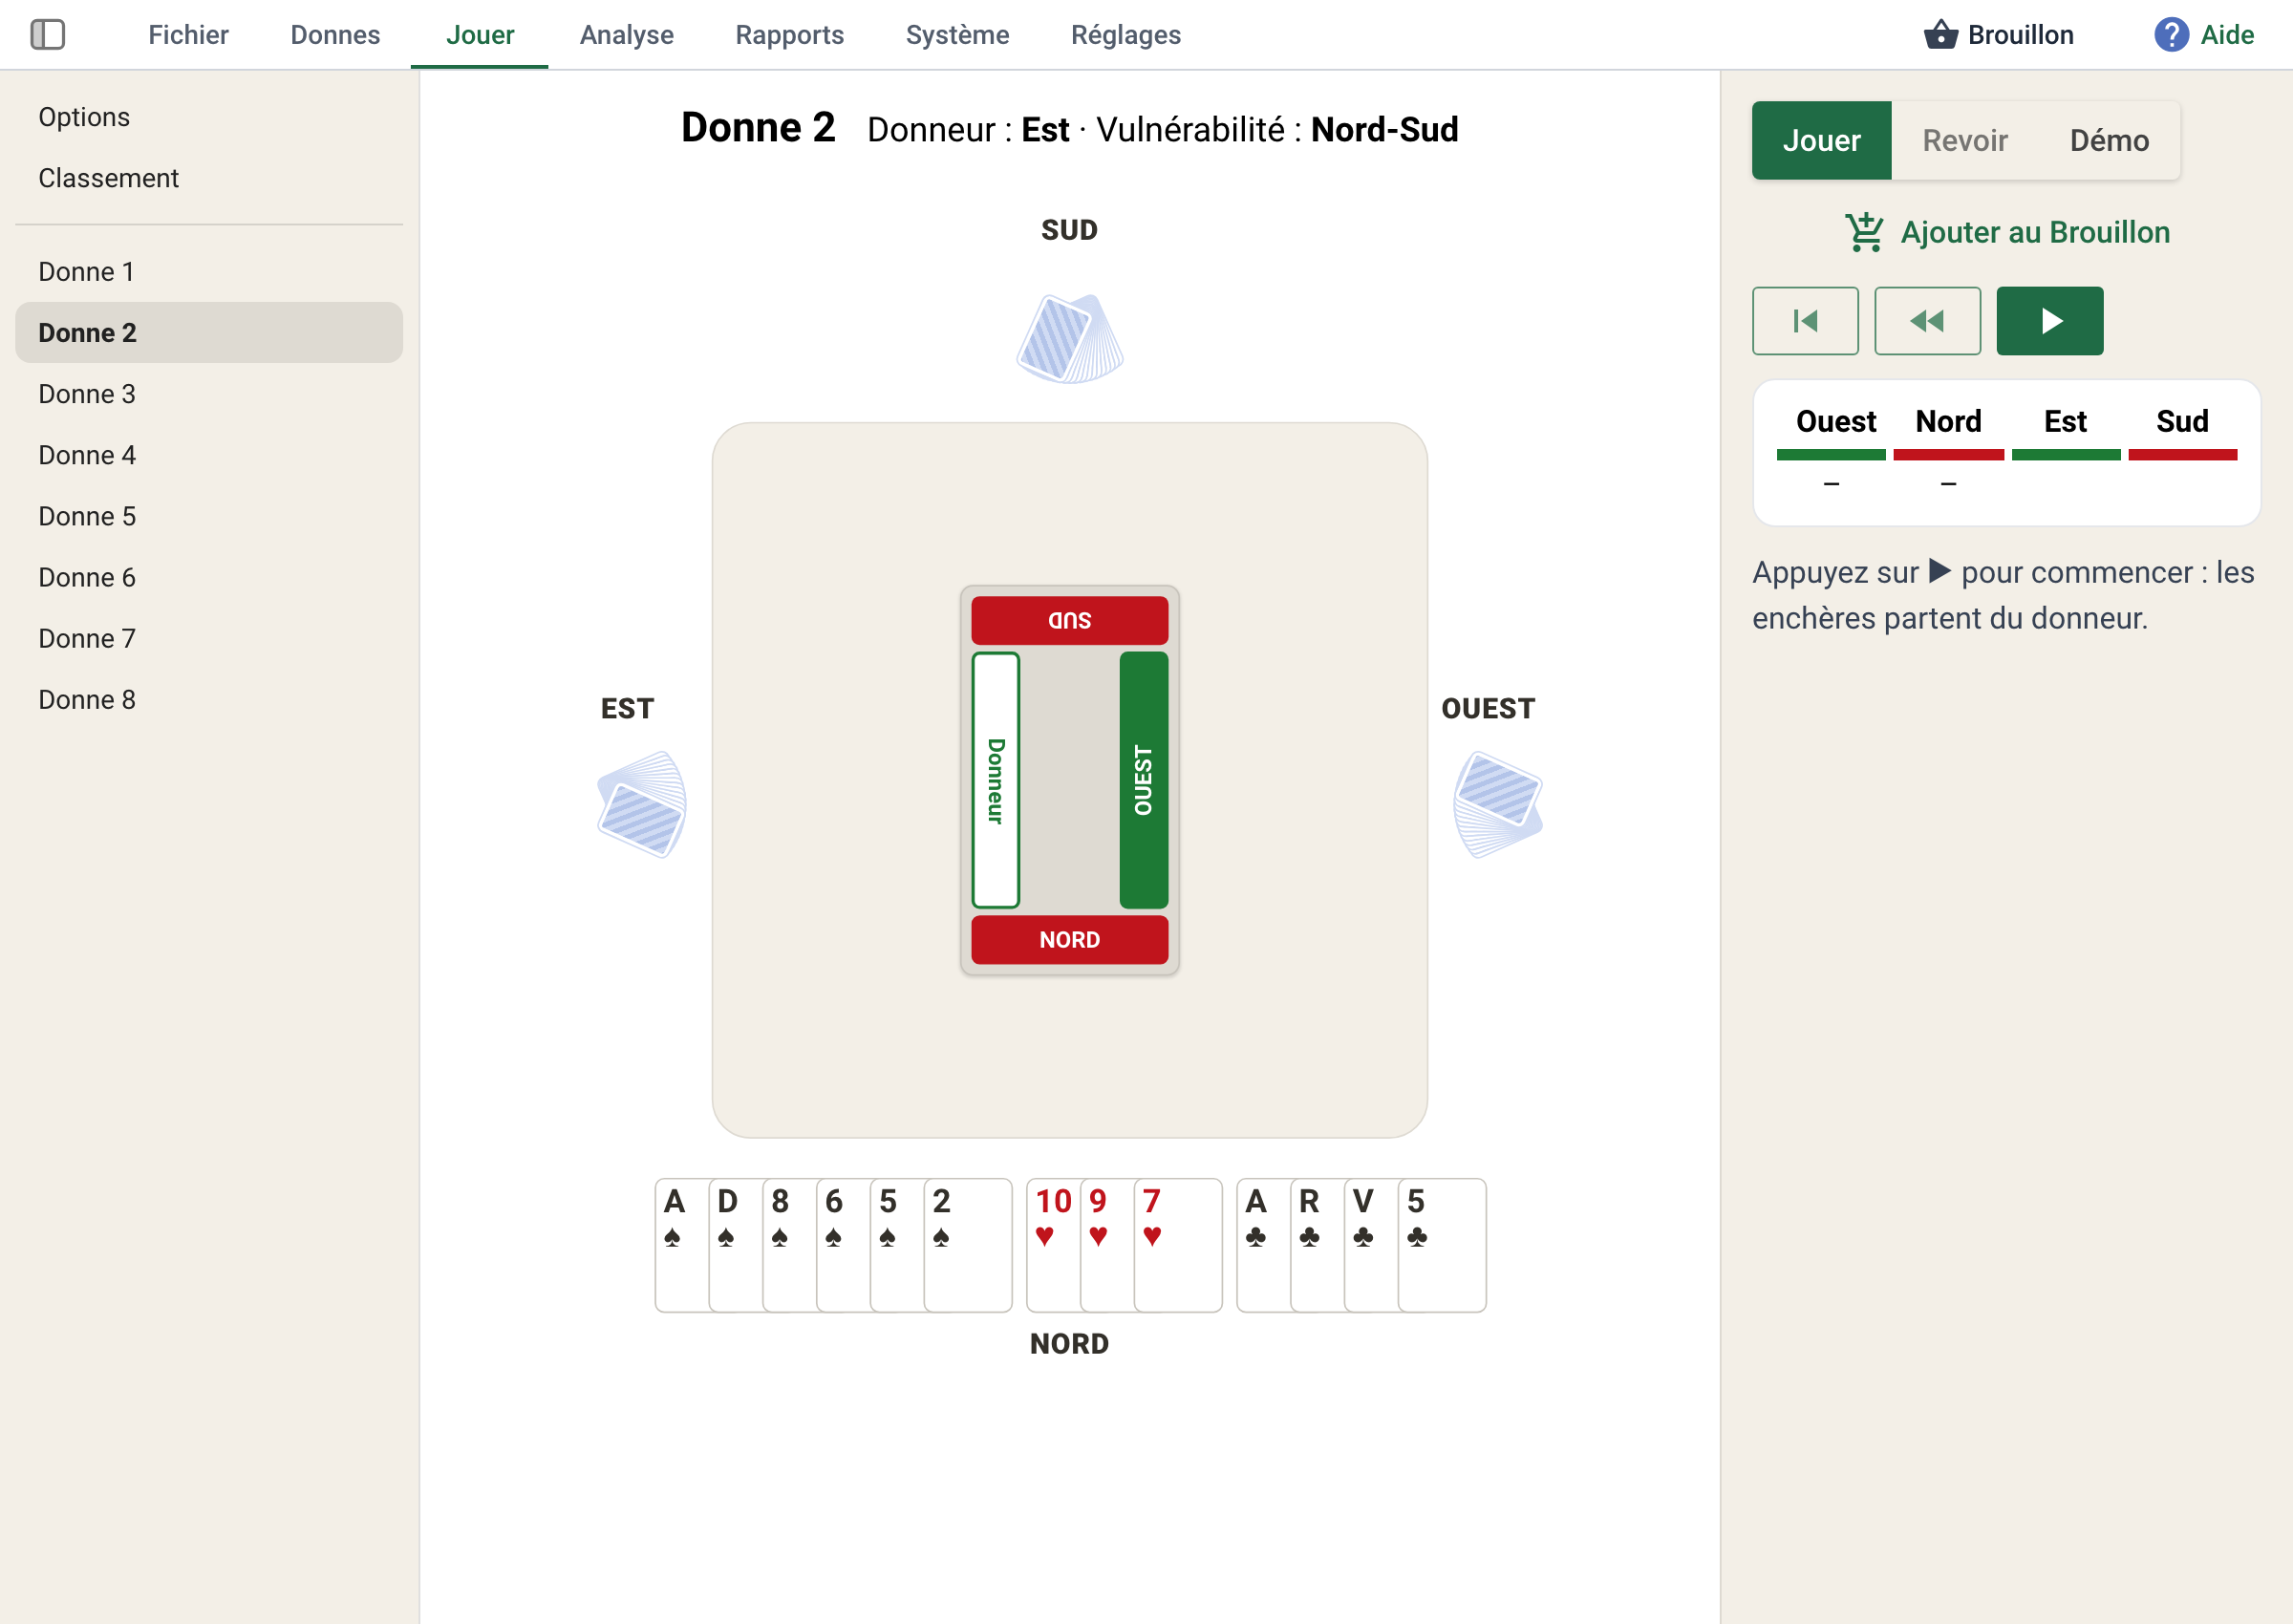 Fichier Donnes Jouer Analyse Rapports Système Réglages Brouillon ? Aide
Options
Classement
Donne 1
Donne 2
Donne 3
Donne 4
Donne 5
Donne 6
Donne 7
Donne 8
Donne 2 Donneur : Est · Vulnérabilité : Nord-Sud
SUD
EST
OUEST
SUD
Donneur
OUEST
NORD
A D 8 6 5 2 10 9 7 A R V 5
♠ ♠ ♠ ♠ ♠ ♠ ♥ ♥ ♥ ♣ ♣ ♣ ♣
NORD
Jouer Revoir Démo
Ajouter au Brouillon
Ouest Nord Est Sud
– –
Appuyez sur ▶ pour commencer : les
enchères partent du donneur.